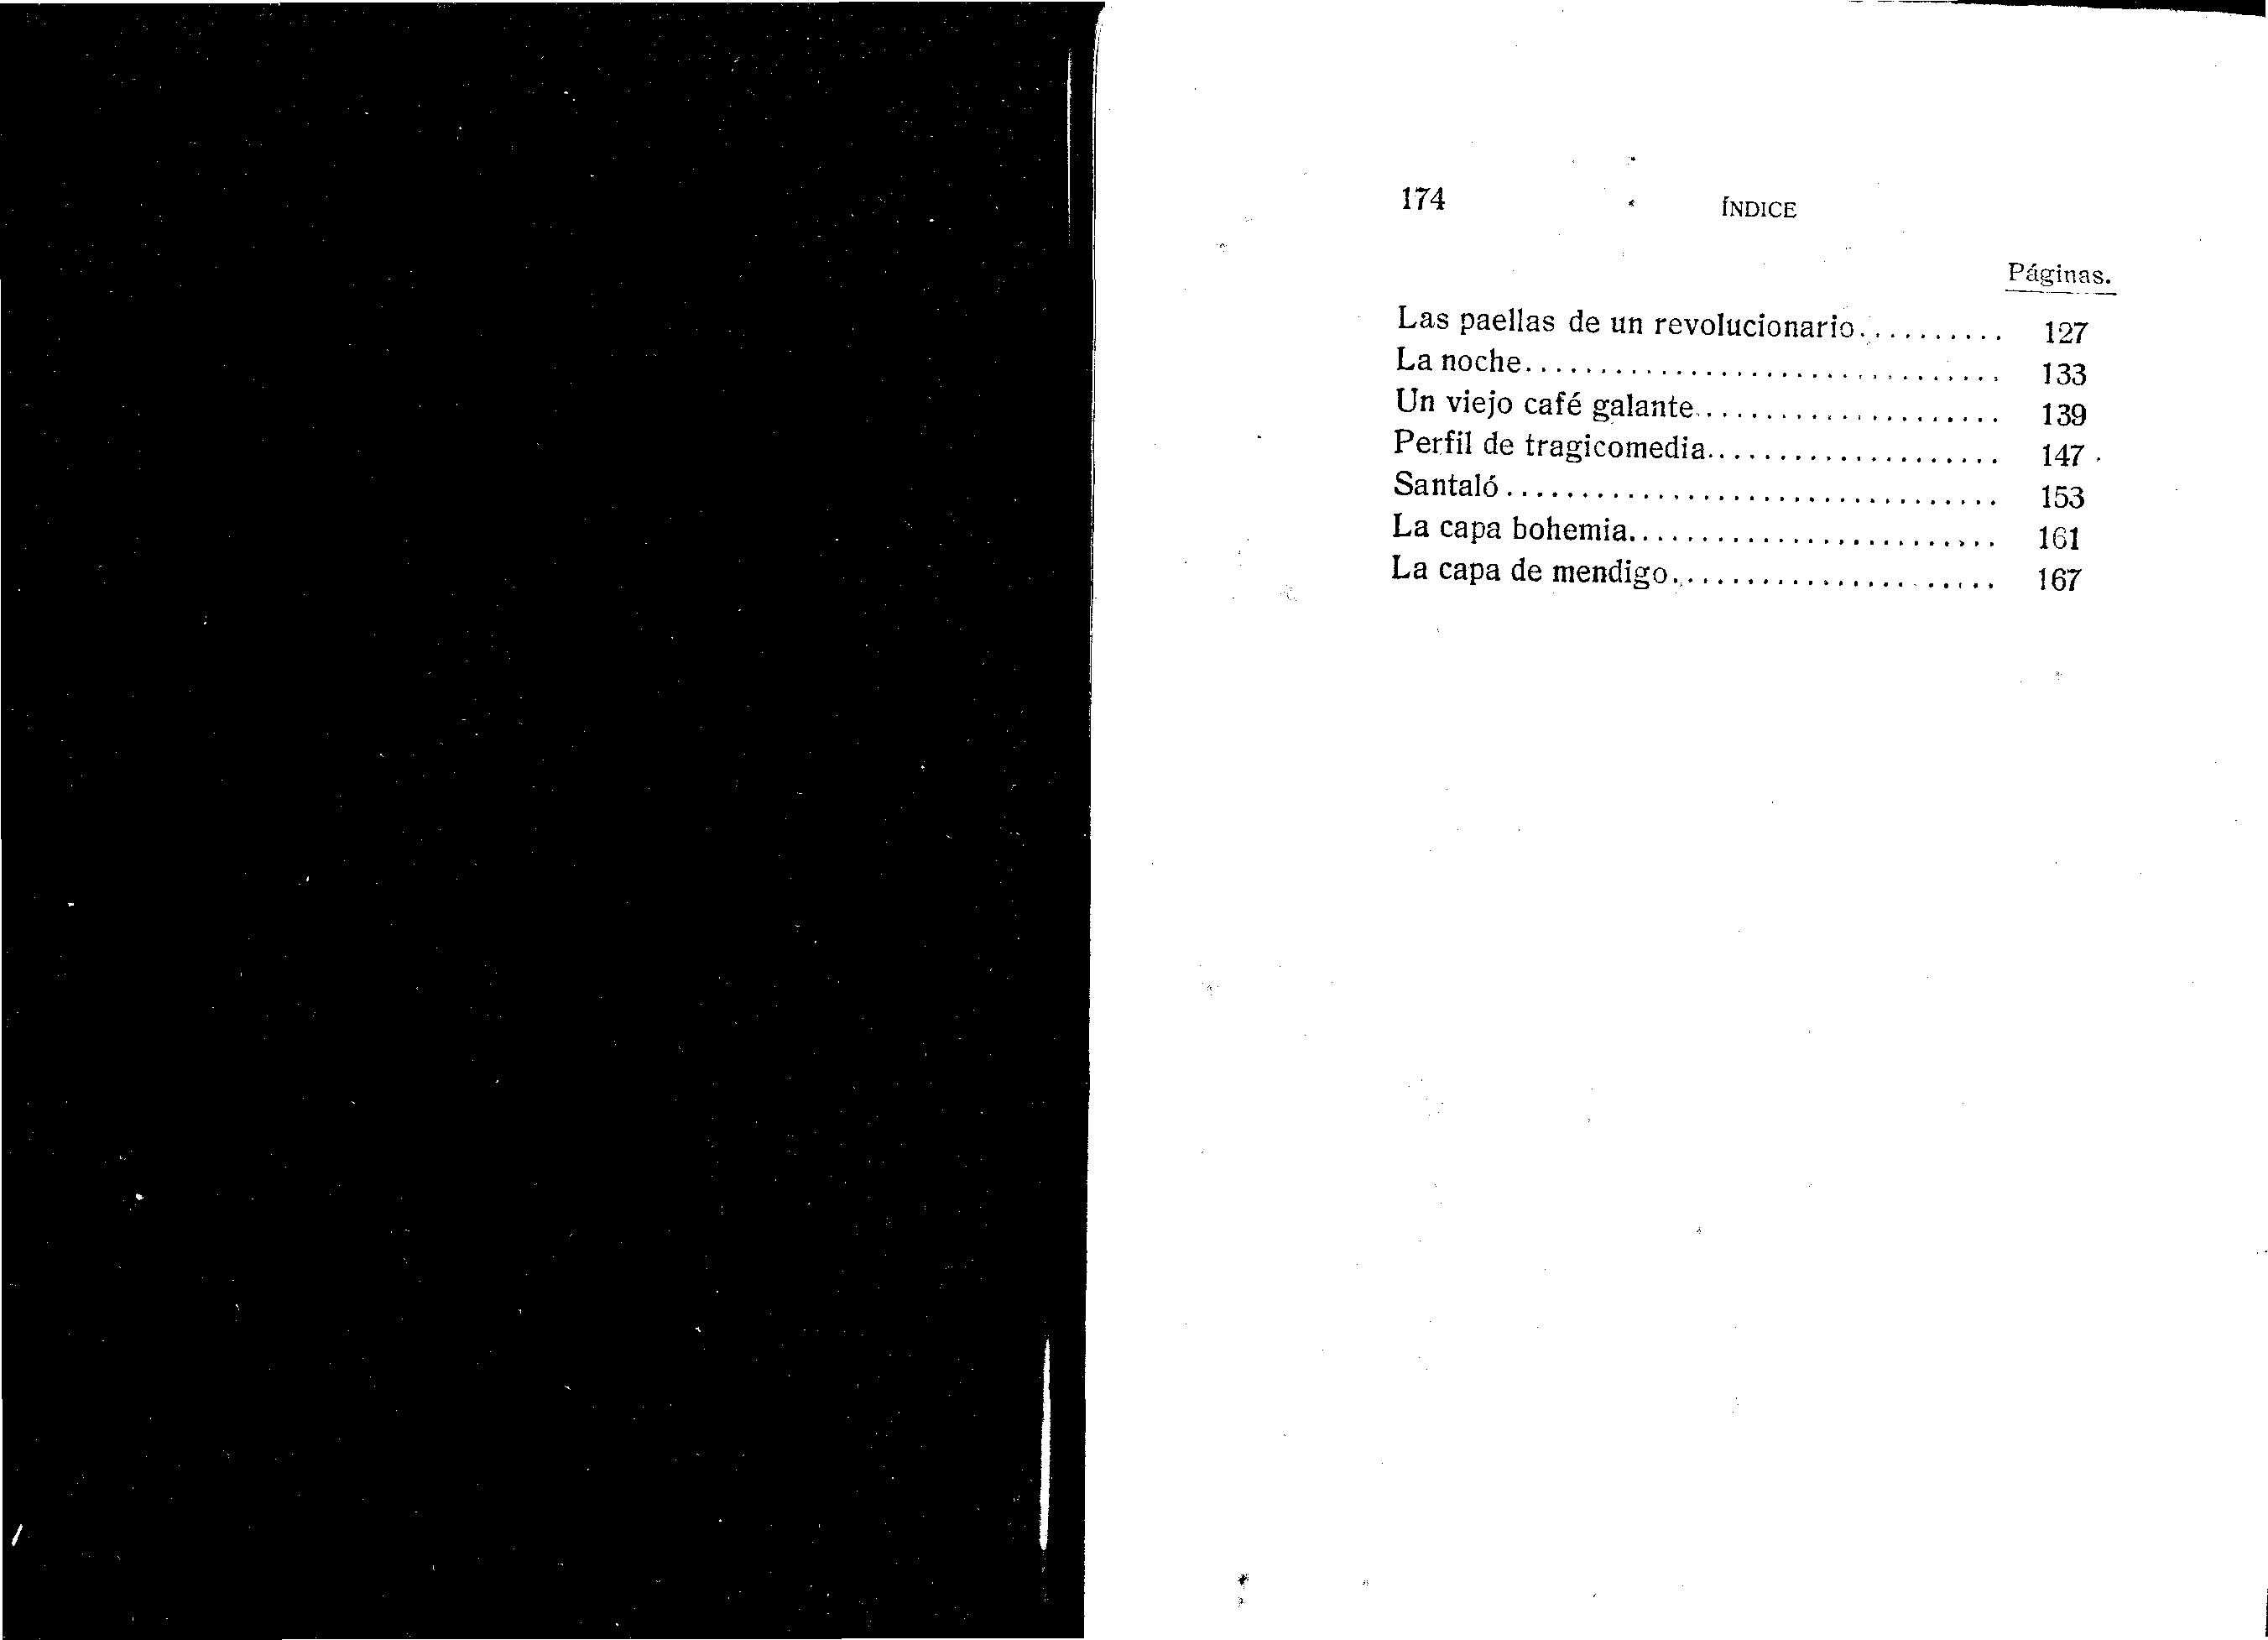 174 ÍNDICE
Páginas.
Las paellas de un revolucionario.......... 127
La noche................................ 133
Un viejo café galante.................... 139
Perfil de tragicomedia.................... 147
Santaló................................. 153
La capa bohemia......................... 161
La capa de mendigo...................... 167